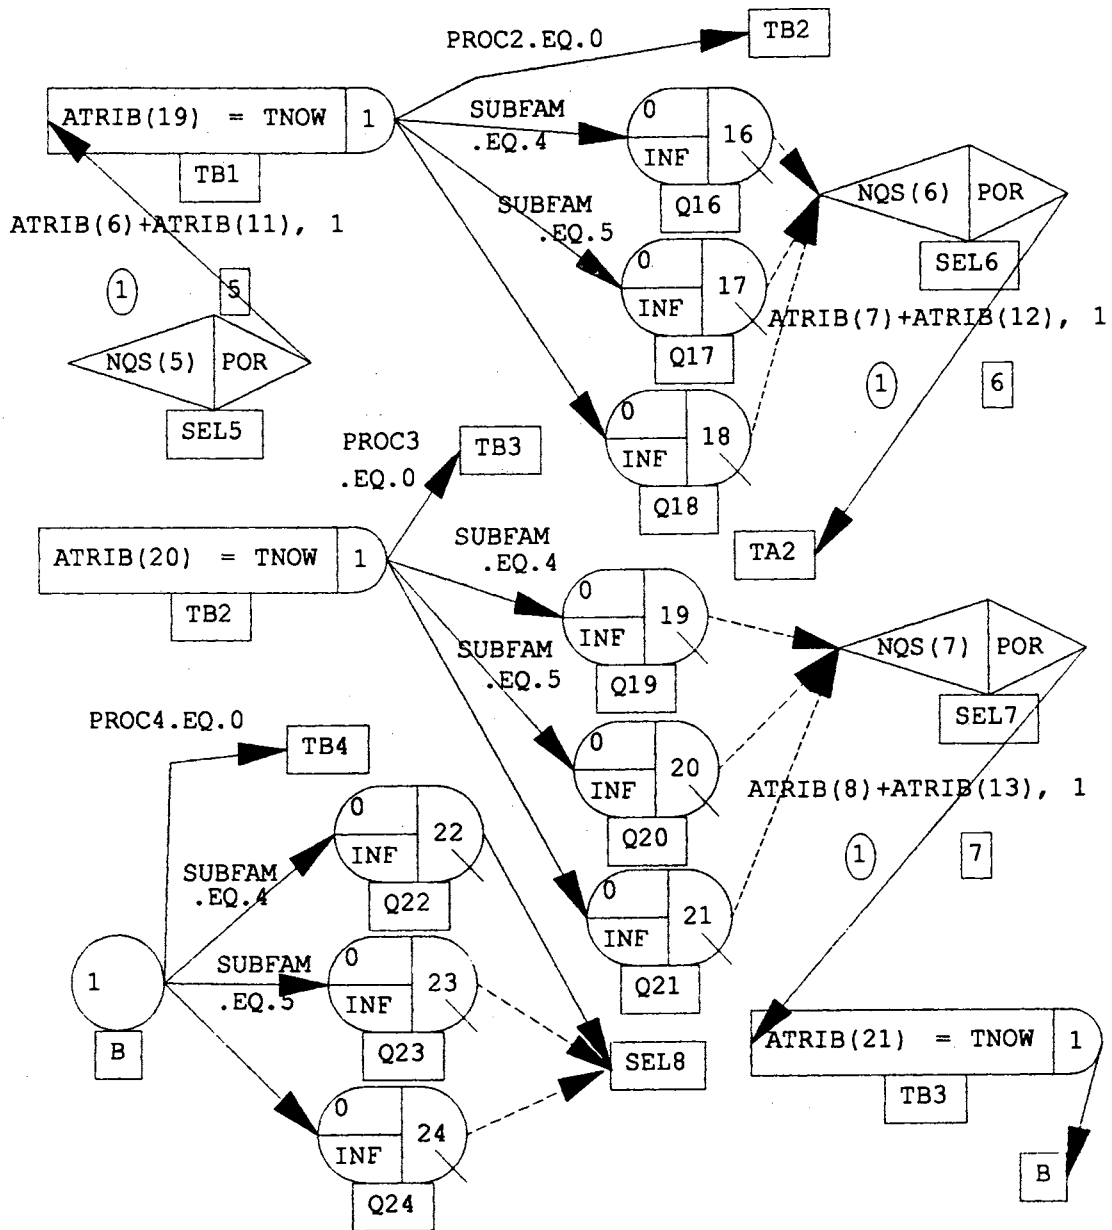 PROC2.EQ.0
TB2
ATRIB(19) = TNOW
1
SUBFAM
.EQ.4
0
INF
16
Q16
TB1
ATRIB(6)+ATRIB(11), 1
SUBFAM
.EQ.5
0
INF
17
Q17
NQS(6)
POR
SEL6
1
5
ATRIB(7)+ATRIB(12), 1
NQS(5)
POR
SEL5
1
6
0
INF
18
Q18
PROC3
.EQ.0
TB3
TA2
ATRIB(20) = TNOW
1
TB2
SUBFAM
.EQ.4
0
INF
19
Q19
SUBFAM
.EQ.5
NQS(7)
POR
SEL7
PROC4.EQ.0
TB4
0
INF
20
Q20
ATRIB(8)+ATRIB(13), 1
1
7
0
INF
22
Q22
SUBFAM
.EQ.4
0
INF
21
Q21
1
B
SUBFAM
.EQ.5
0
INF
23
Q23
SEL8
ATRIB(21) = TNOW
1
TB3
0
INF
24
Q24
B